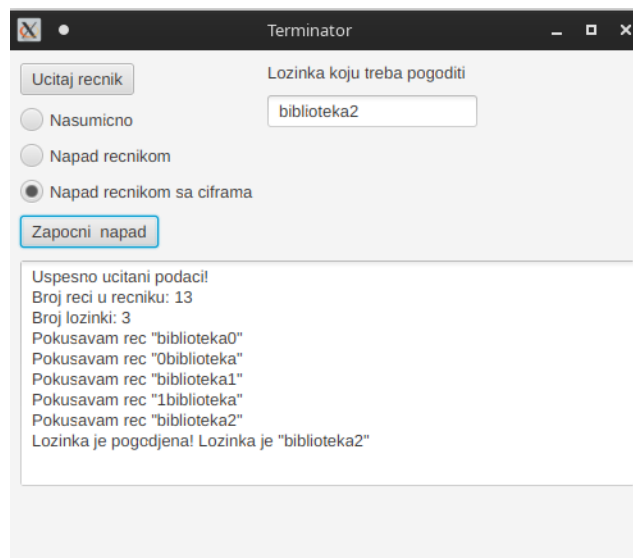 Terminator
Ucitaj recnik
Lozinka koju treba pogoditi
Nasumicno
biblioteka2
Napad recnikom
Napad recnikom sa ciframa
Zapocni napad
Uspesno ucitani podaci!
Broj reci u recniku: 13
Broj lozinki: 3
Pokusavam rec "biblioteka0"
Pokusavam rec "0biblioteka"
Pokusavam rec "biblioteka1"
Pokusavam rec "1biblioteka"
Pokusavam rec "biblioteka2"
Lozinka je pogodjena! Lozinka je "biblioteka2"